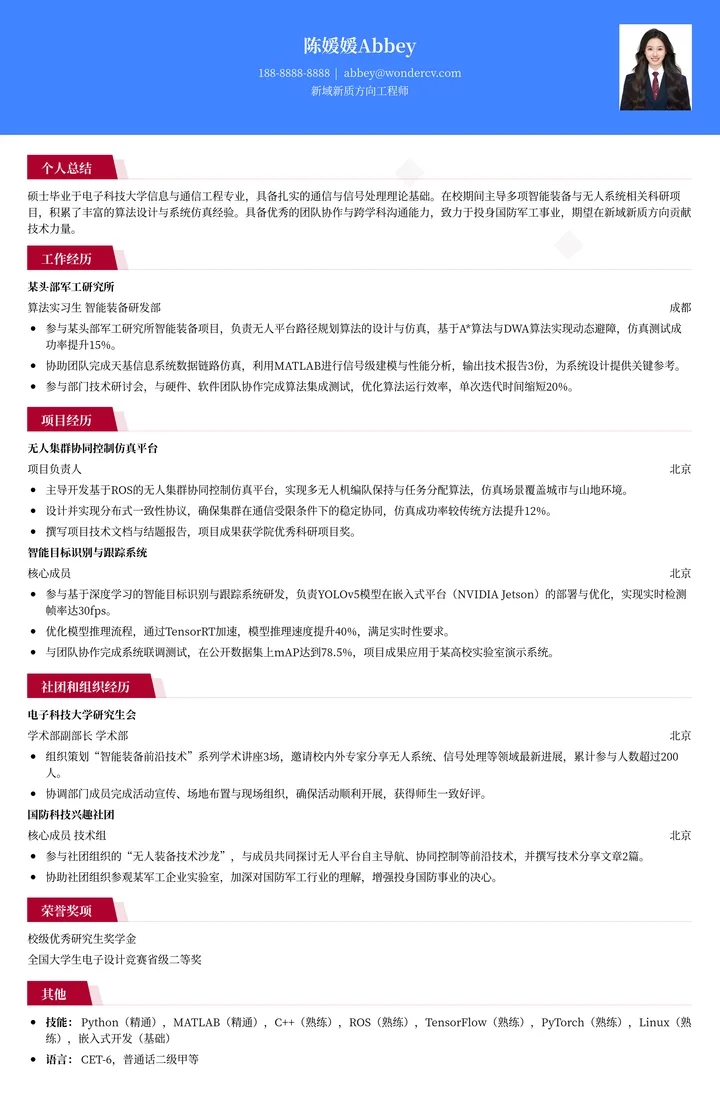 陈媛媛Abbey
188-8888-8888 | abbey@wondercv.com
新域新质方向工程师
个人总结
硕士毕业于电子科技大学信息与通信工程专业，具备扎实的通信与信号处理理论基础。在校期间主导多项智能装备与无人系统相关科研项
目，积累了丰富的算法设计与系统仿真经验。具备优秀的团队协作与跨学科沟通能力，致力于投身国防军工事业，期望在新域新质方向贡献
技术力量。
工作经历
某头部军工研究所
算法实习生 智能装备研发部 成都
• 参与某头部军工研究所智能装备项目，负责无人平台路径规划算法的设计与仿真，基于A*算法与DWA算法实现动态避障，仿真测试成
功率提升15%。
• 协助团队完成天基信息系统数据链路仿真，利用MATLAB进行信号级建模与性能分析，输出技术报告3份，为系统设计提供关键参考。
• 参与部门技术研讨会，与硬件、软件团队协作完成算法集成测试，优化算法运行效率，单次迭代时间缩短20%。
项目经历
无人集群协同控制仿真平台
项目负责人 北京
• 主导开发基于ROS的无人集群协同控制仿真平台，实现多无人机编队保持与任务分配算法，仿真场景覆盖城市与山地环境。
• 设计并实现分布式一致性协议，确保集群在通信受限条件下的稳定协同，仿真成功率较传统方法提升12%。
• 撰写项目技术文档与结题报告，项目成果获学院优秀科研项目奖。
智能目标识别与跟踪系统
核心成员 北京
• 参与基于深度学习的智能目标识别与跟踪系统研发，负责YOLOv5模型在嵌入式平台（NVIDIA Jetson）的部署与优化，实现实时检测
帧率达30fps。
• 优化模型推理流程，通过TensorRT加速，模型推理速度提升40%，满足实时性要求。
• 与团队协作完成系统联调测试，在公开数据集上mAP达到78.5%，项目成果应用于某高校实验室演示系统。
社团和组织经历
电子科技大学研究生会
学术部副部长 学术部 北京
• 组织策划“智能装备前沿技术”系列学术讲座3场，邀请校内外专家分享无人系统、信号处理等领域最新进展，累计参与人数超过200
人。
• 协调部门成员完成活动宣传、场地布置与现场组织，确保活动顺利开展，获得师生一致好评。
国防科技兴趣社团
核心成员 技术组 北京
• 参与社团组织的“无人装备技术沙龙”，与成员共同探讨无人平台自主导航、协同控制等前沿技术，并撰写技术分享文章2篇。
• 协助社团组织参观某军工企业实验室，加深对国防军工行业的理解，增强投身国防事业的决心。
荣誉奖项
校级优秀研究生奖学金
全国大学生电子设计竞赛省级二等奖
其他
• 技能： Python（精通），MATLAB（精通），C++（熟练），ROS（熟练），TensorFlow（熟练），PyTorch（熟练），Linux（熟
练），嵌入式开发（基础）
• 语言： CET-6，普通话二级甲等